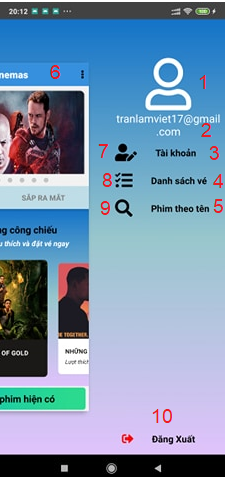 20:12
nemas
6
1
tranlamviet17@gmail
.com
2
7
Tài khoản
3
8
Danh sách vé
4
9
Phim theo tên
5
SẮP RA MẮT
g công chiếu
u thích và đặt vé ngay
OF GOLD
E TOGETHER.
NHỮNG
Lượt thích
phim hiện có
10
Đăng Xuất